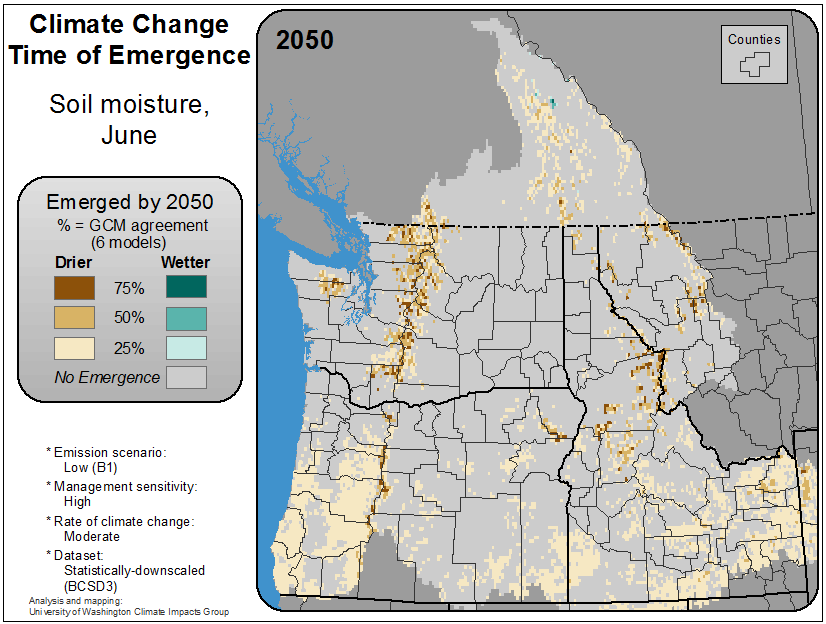 Climate Change
Time of Emergence
Soil moisture,
June
Emerged by 2050
% = GCM agreement
(6 models)
Drier Wetter
75%
50%
25%
No Emergence
* Emission scenario:
Low (B1)
* Management sensitivity:
High
* Rate of climate change:
Moderate
* Dataset:
Statistically-downscaled
(BCSD3)
Analysis and mapping:
University of Washington Climate Impacts Group
2050
Counties